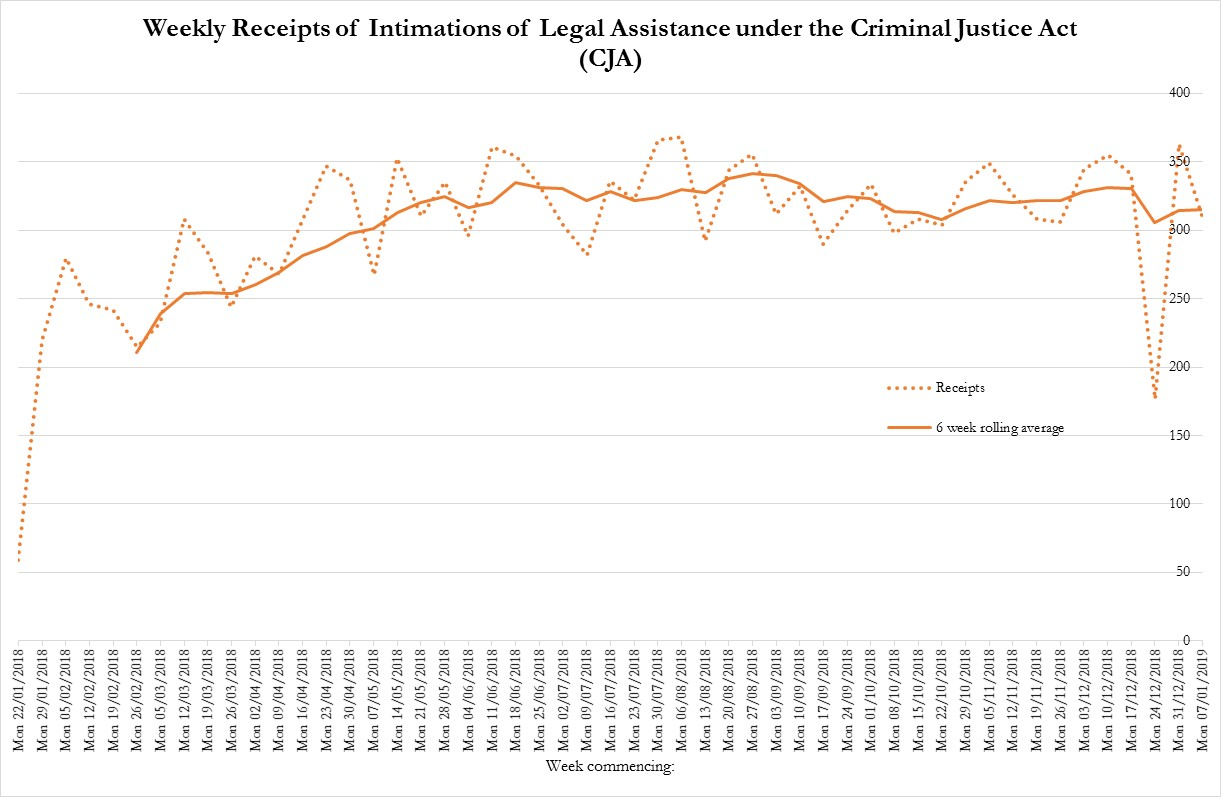 Weekly Receipts of Intimations of Legal Assistance under the Criminal Justice Act
(CJA)
400
350
300
250
200
150
100
50
0
Receipts
6 week rolling average
Mon 22/01/2018
Mon 29/01/2018
Mon 05/02/2018
Mon 12/02/2018
Mon 19/02/2018
Mon 26/02/2018
Mon 05/03/2018
Mon 12/03/2018
Mon 19/03/2018
Mon 26/03/2018
Mon 02/04/2018
Mon 09/04/2018
Mon 16/04/2018
Mon 23/04/2018
Mon 30/04/2018
Mon 07/05/2018
Mon 14/05/2018
Mon 21/05/2018
Mon 28/05/2018
Mon 04/06/2018
Mon 11/06/2018
Mon 18/06/2018
Mon 25/06/2018
Mon 02/07/2018
Mon 09/07/2018
Mon 16/07/2018
Mon 23/07/2018
Mon 30/07/2018
Mon 06/08/2018
Mon 13/08/2018
Mon 20/08/2018
Mon 27/08/2018
Mon 03/09/2018
Mon 10/09/2018
Mon 17/09/2018
Mon 24/09/2018
Mon 01/10/2018
Mon 08/10/2018
Mon 15/10/2018
Mon 22/10/2018
Mon 29/10/2018
Mon 05/11/2018
Mon 12/11/2018
Mon 19/11/2018
Mon 26/11/2018
Mon 03/12/2018
Mon 10/12/2018
Mon 17/12/2018
Mon 24/12/2018
Mon 31/12/2018
Mon 07/01/2019
Week commencing: